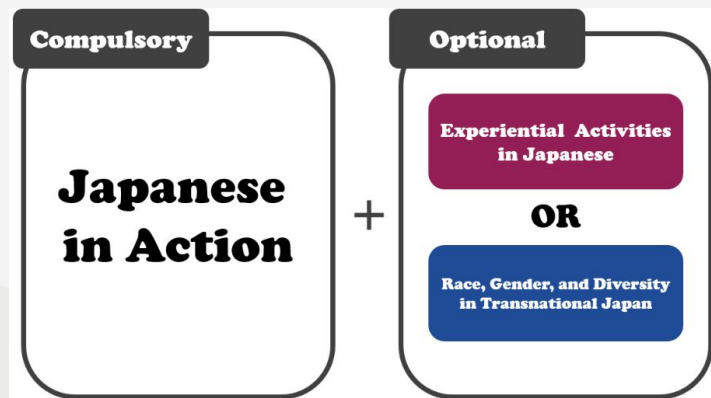 Compulsory
Japanese
in Action
+
Optional
Experiential Activities
in Japanese
OR
Race, Gender, and Diversity
in Transnational Japan